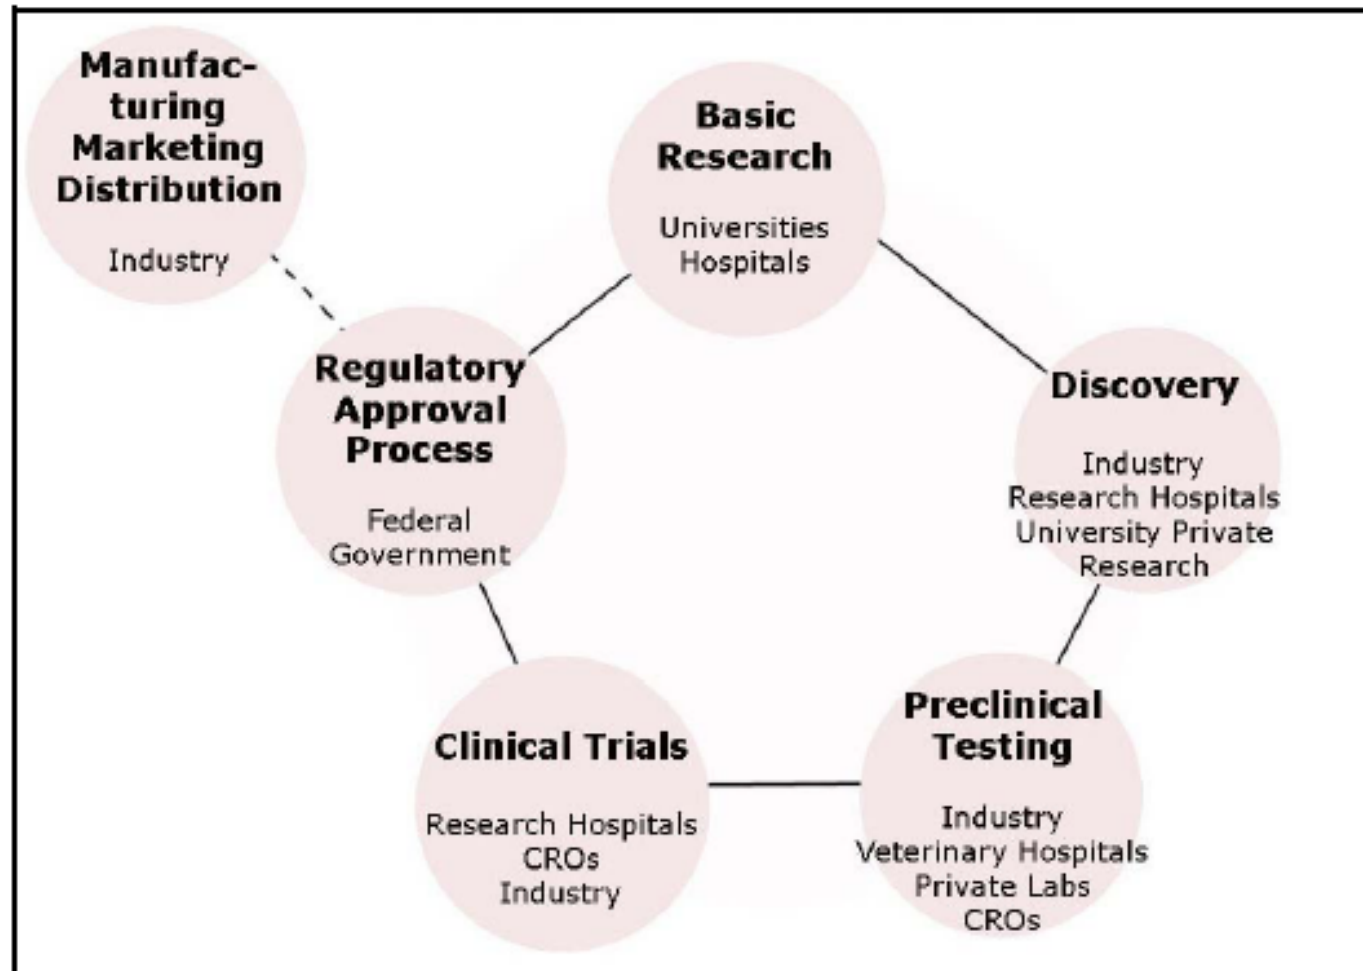 Manufac-
turing
Marketing
Distribution
Industry
Basic
Research
Universities
Hospitals
Regulatory
Approval
Process
Federal
Government
Discovery
Industry
Research Hospitals
University Private
Research
Clinical Trials
Research Hospitals
CROs
Industry
Preclinical
Testing
Industry
Veterinary Hospitals
Private Labs
CROs